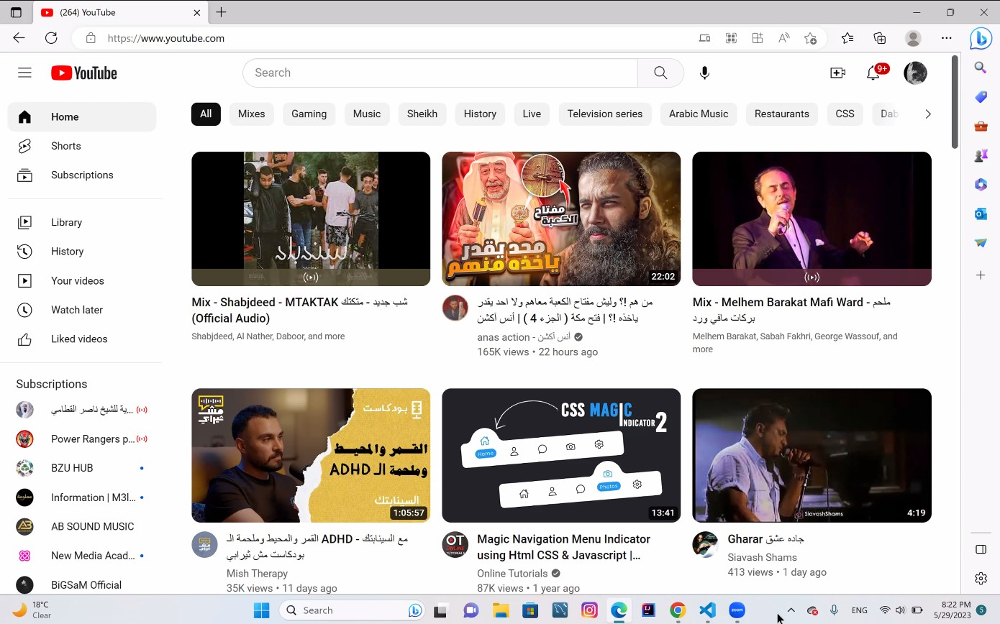 (264) YouTube
https://www.youtube.com
YouTube
Search
9+
Home
Shorts
Subscriptions
Library
History
Your videos
Watch later
Liked videos
Subscriptions
ية للشيخ ناصر القطامي...
Power Rangers p...
BZU HUB
Information | M3l...
AB SOUND MUSIC
New Media Acad...
BiGSaM Official
All
Mixes
Gaming
Music
Sheikh
History
Live
Television series
Arabic Music
Restaurants
CSS
Dab
سندباد
Mix - Shabjdeed - MTAKTAK شب جديد - متكتك
(Official Audio)
Shabjdeed, Al Nather, Daboor, and more
مفتاح
الكعبة
محد يقدر
ياخذه منهم
22:02
من هم !؟ وليش مفتاح الكعبة معاهم ولا احد يقدر
ياخذه !؟ | فتح مكة ( الجزء 4 ) | أنس آكشن
anas action - أنس آكشن
165K views • 22 hours ago
Mix - Melhem Barakat Mafi Ward - ملحم
بركات مافي ورد
Melhem Barakat, Sabah Fakhri, George Wassouf, and
more
مش
ثيرابي
بودكاست
القمر والمحيط
وملحمة الـ ADHD
السينابتك
1:05:57
مع السينابتك - ADHD القمر والمحيط وملحمة الـ
بودكاست مش ثيرابي
Mish Therapy
35K views • 11 days ago
CSS MAGIC
INDICATOR 2
Home
Photos
13:41
OT
ONLINE
TUTORIALS
Magic Navigation Menu Indicator
using Html CSS & Javascript |...
Online Tutorials
87K views • 1 year ago
SiavashShams
4:19
Gharar جاده عشق
Siavash Shams
413 views • 1 day ago
18°C
Clear
Search
zoom
ENG
8:22 PM
5/29/2023
5